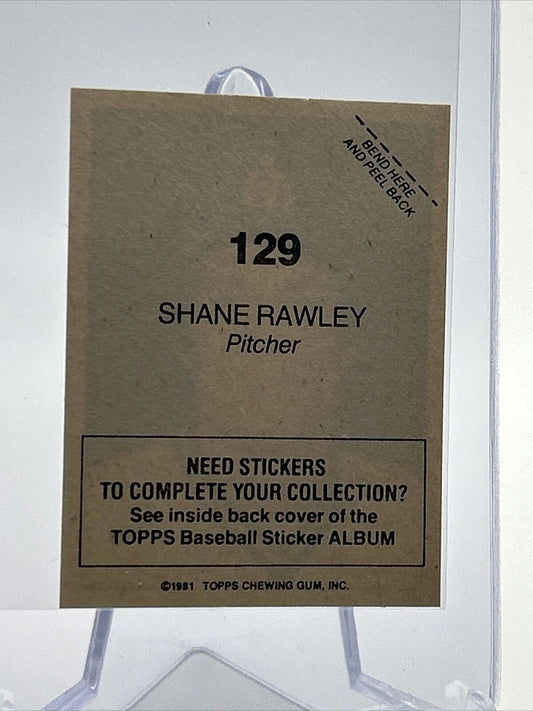 BEND HERE
AND PEEL BACK
129
SHANE RAWLEY
Pitcher
NEED STICKERS
TO COMPLETE YOUR COLLECTION?
See inside back cover of the
TOPPS Baseball Sticker ALBUM
©1981 TOPPS CHEWING GUM, INC.